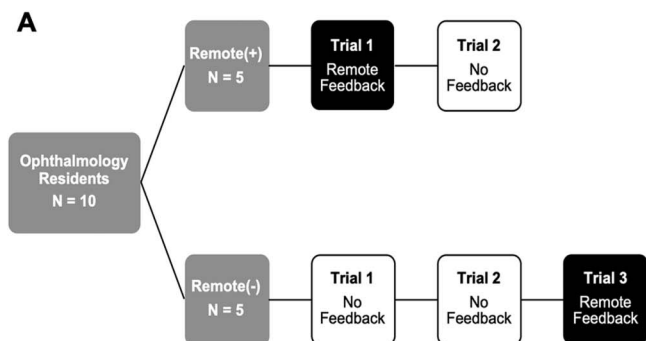 A
Remote(+)
N = 5
Trial 1
Remote
Feedback
Trial 2
No
Feedback
Ophthalmology
Residents
N = 10
Remote(-)
N = 5
Trial 1
No
Feedback
Trial 2
No
Feedback
Trial 3
Remote
Feedback